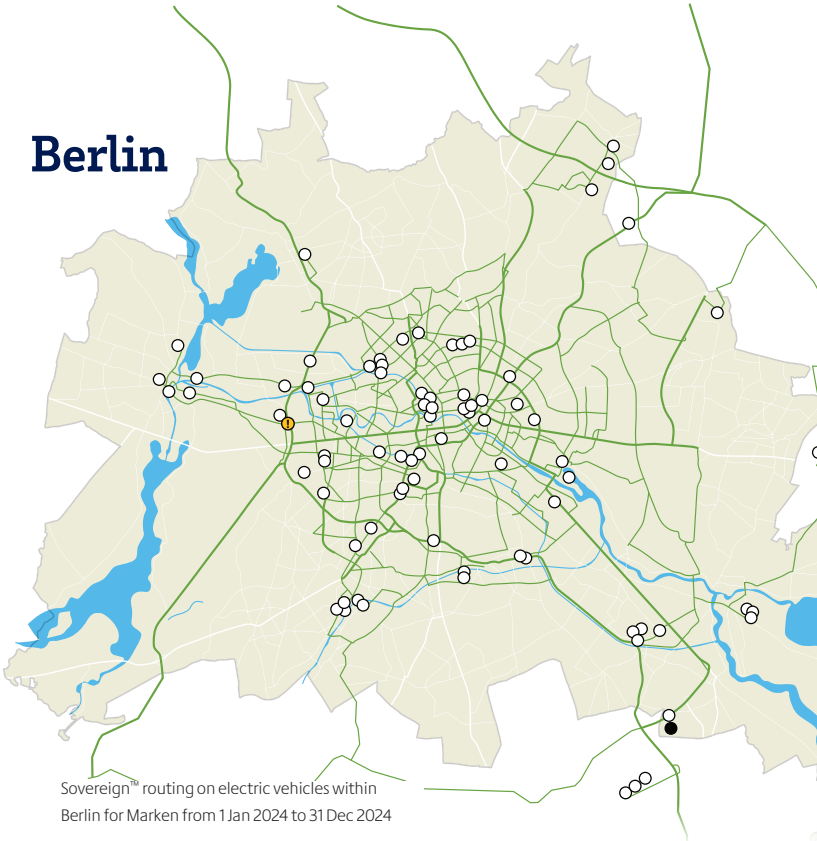 Berlin
!
Sovereign™ routing on electric vehicles within
Berlin for Marken from 1 Jan 2024 to 31 Dec 2024